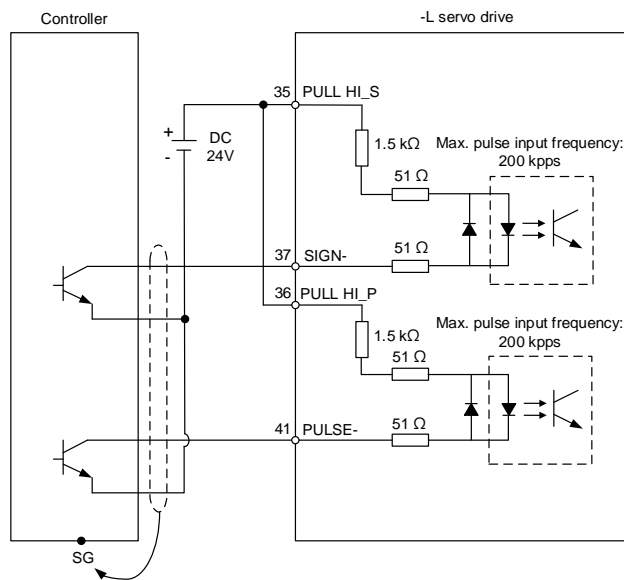 Controller
-L servo drive
35 PULL HI_S
+
-
DC
24V
1.5 kΩ
Max. pulse input frequency:
200 kpps
51 Ω
51 Ω
37 SIGN-
36 PULL HI_P
1.5 kΩ
Max. pulse input frequency:
200 kpps
51 Ω
51 Ω
41 PULSE-
SG